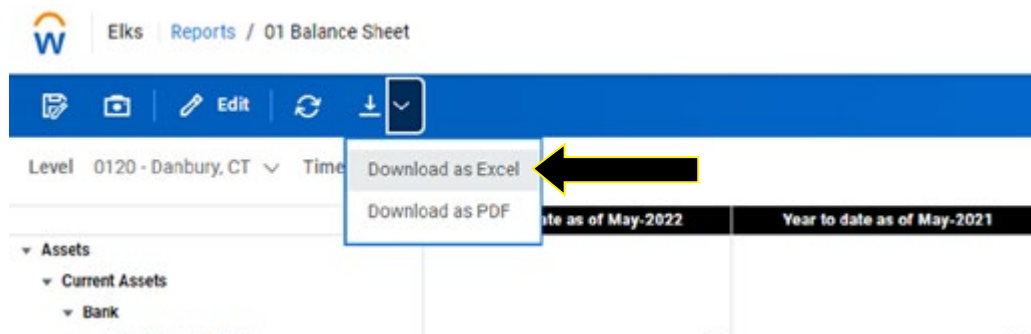 Elks Reports / 01 Balance Sheet
Edit
Level 0120 - Danbury, CT Time
Download as Excel
Download as PDF
as of May-2022 Year to date as of May-2021
Assets
Current Assets
Bank